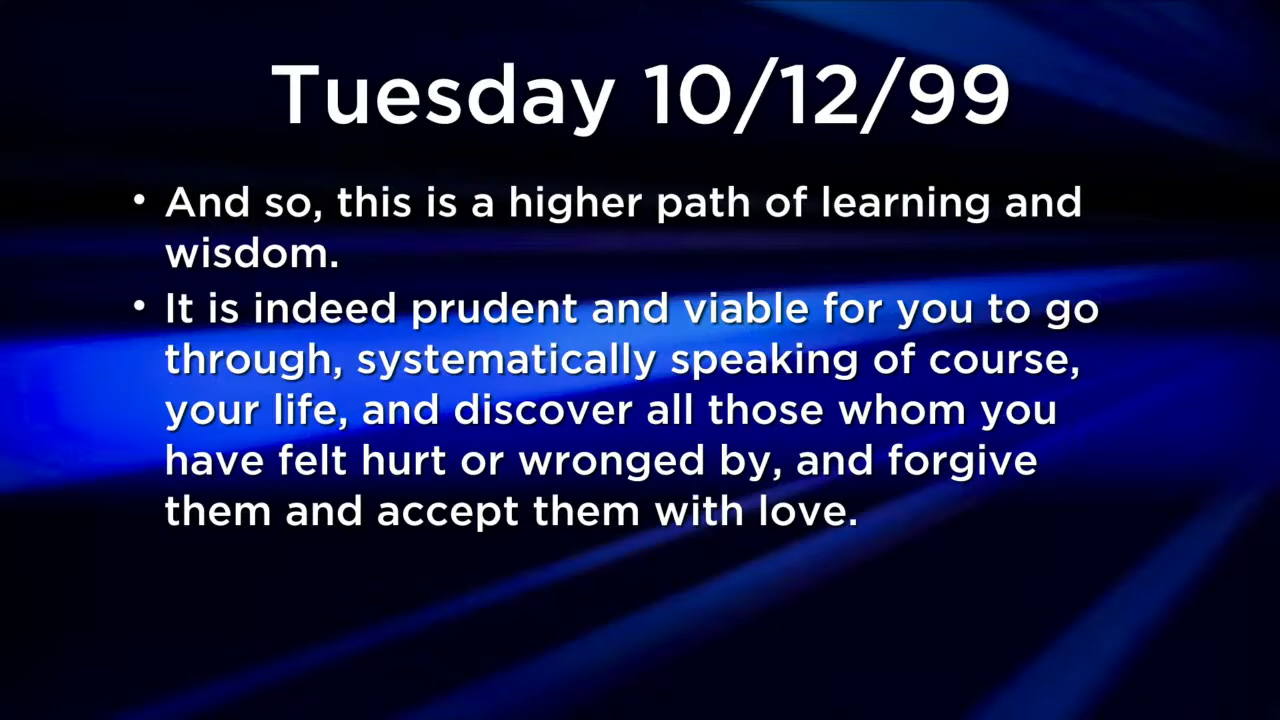 Tuesday 10/12/99
• And so, this is a higher path of learning and
wisdom.
• It is indeed prudent and viable for you to go
through, systematically speaking of course,
your life, and discover all those whom you
have felt hurt or wronged by, and forgive
them and accept them with love.